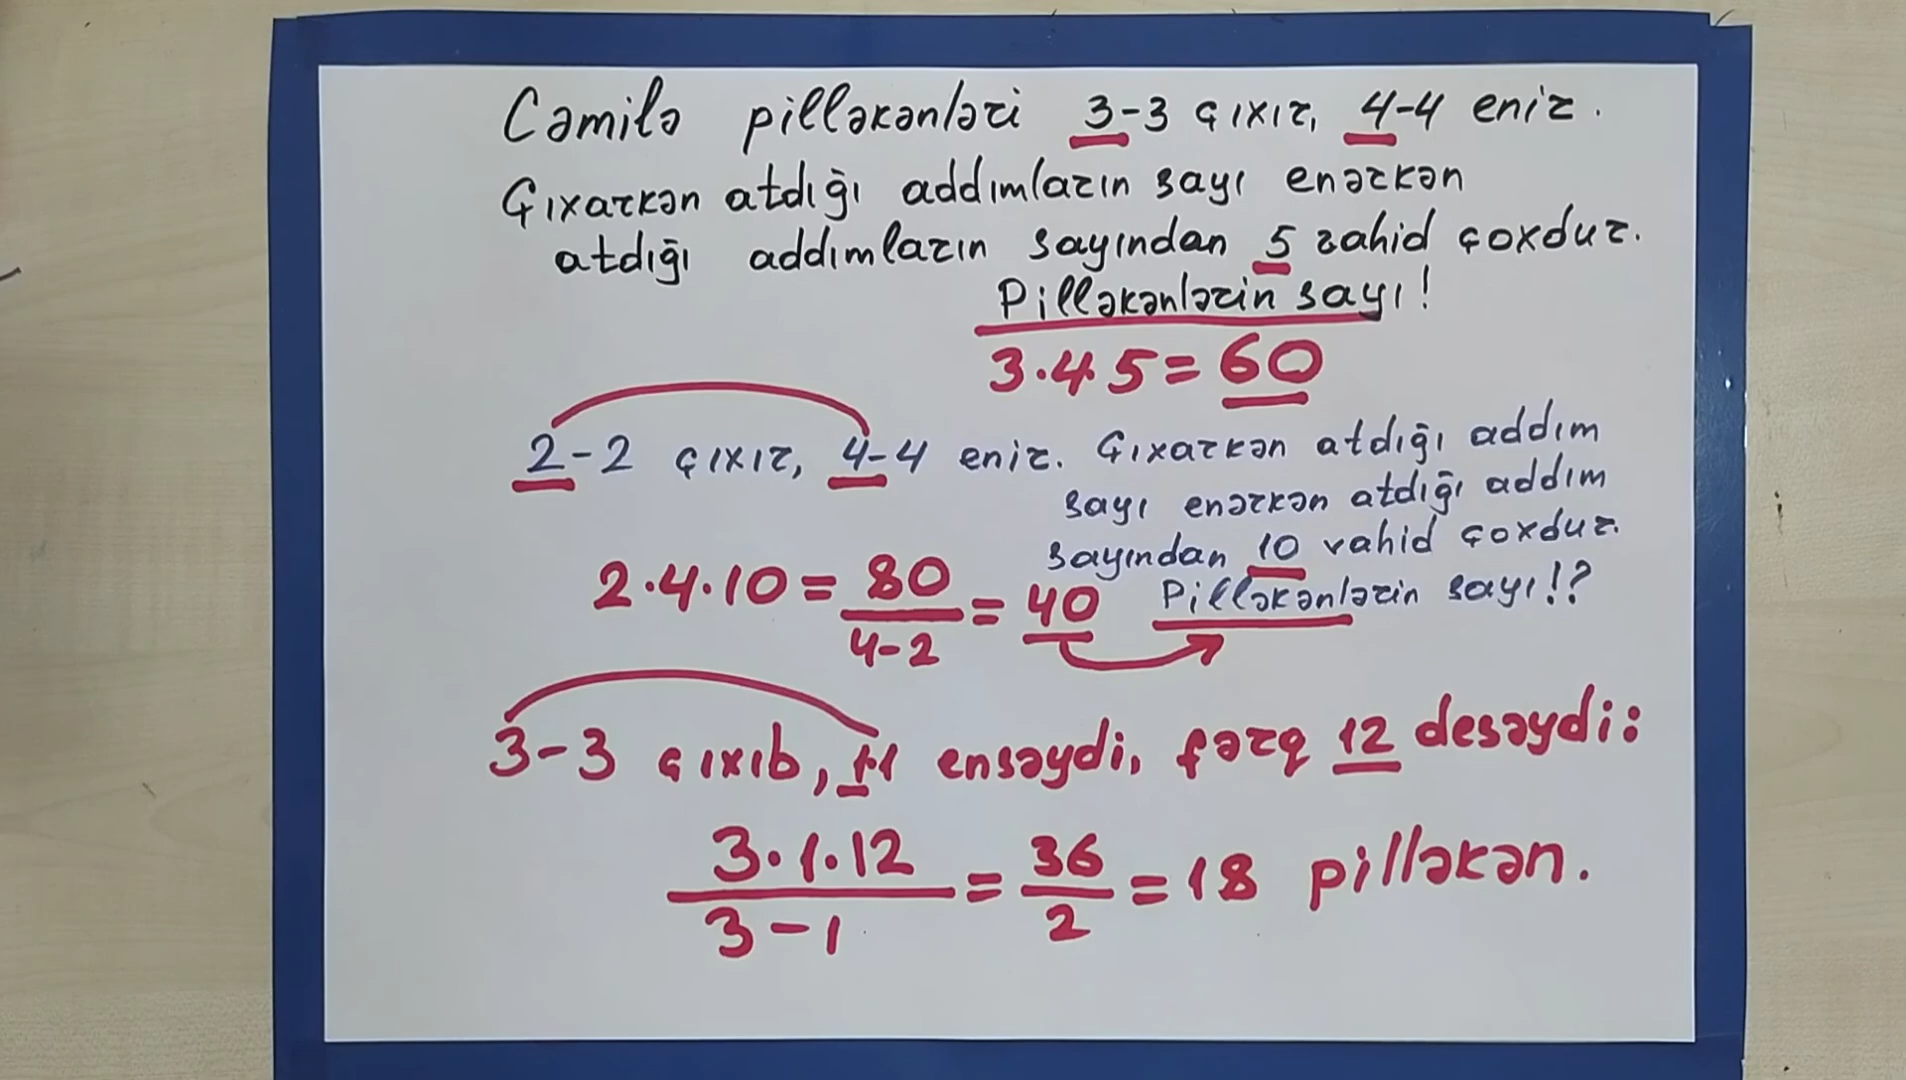 Cəmilə pilləkənləri 3-3 çıxır, 4-4 enir.
Çıxarkən atdığı addımların sayı enərkən
atdığı addımların sayından 5 vahid çoxdur.
Pilləkənlərin sayı!
3·4·5=60
2-2 çıxır, 4-4 enir. Çıxarkən atdığı addım
sayı enərkən atdığı addım
sayından 10 vahid çoxdur.
Pilləkənlərin sayı!?
2·4·10 = 80/4-2 = 40
3-3 çıxıb, 1-1 ensəydi, fərq 12 desəydi:
3·1·12/3-1 = 36/2 = 18 pilləkən.